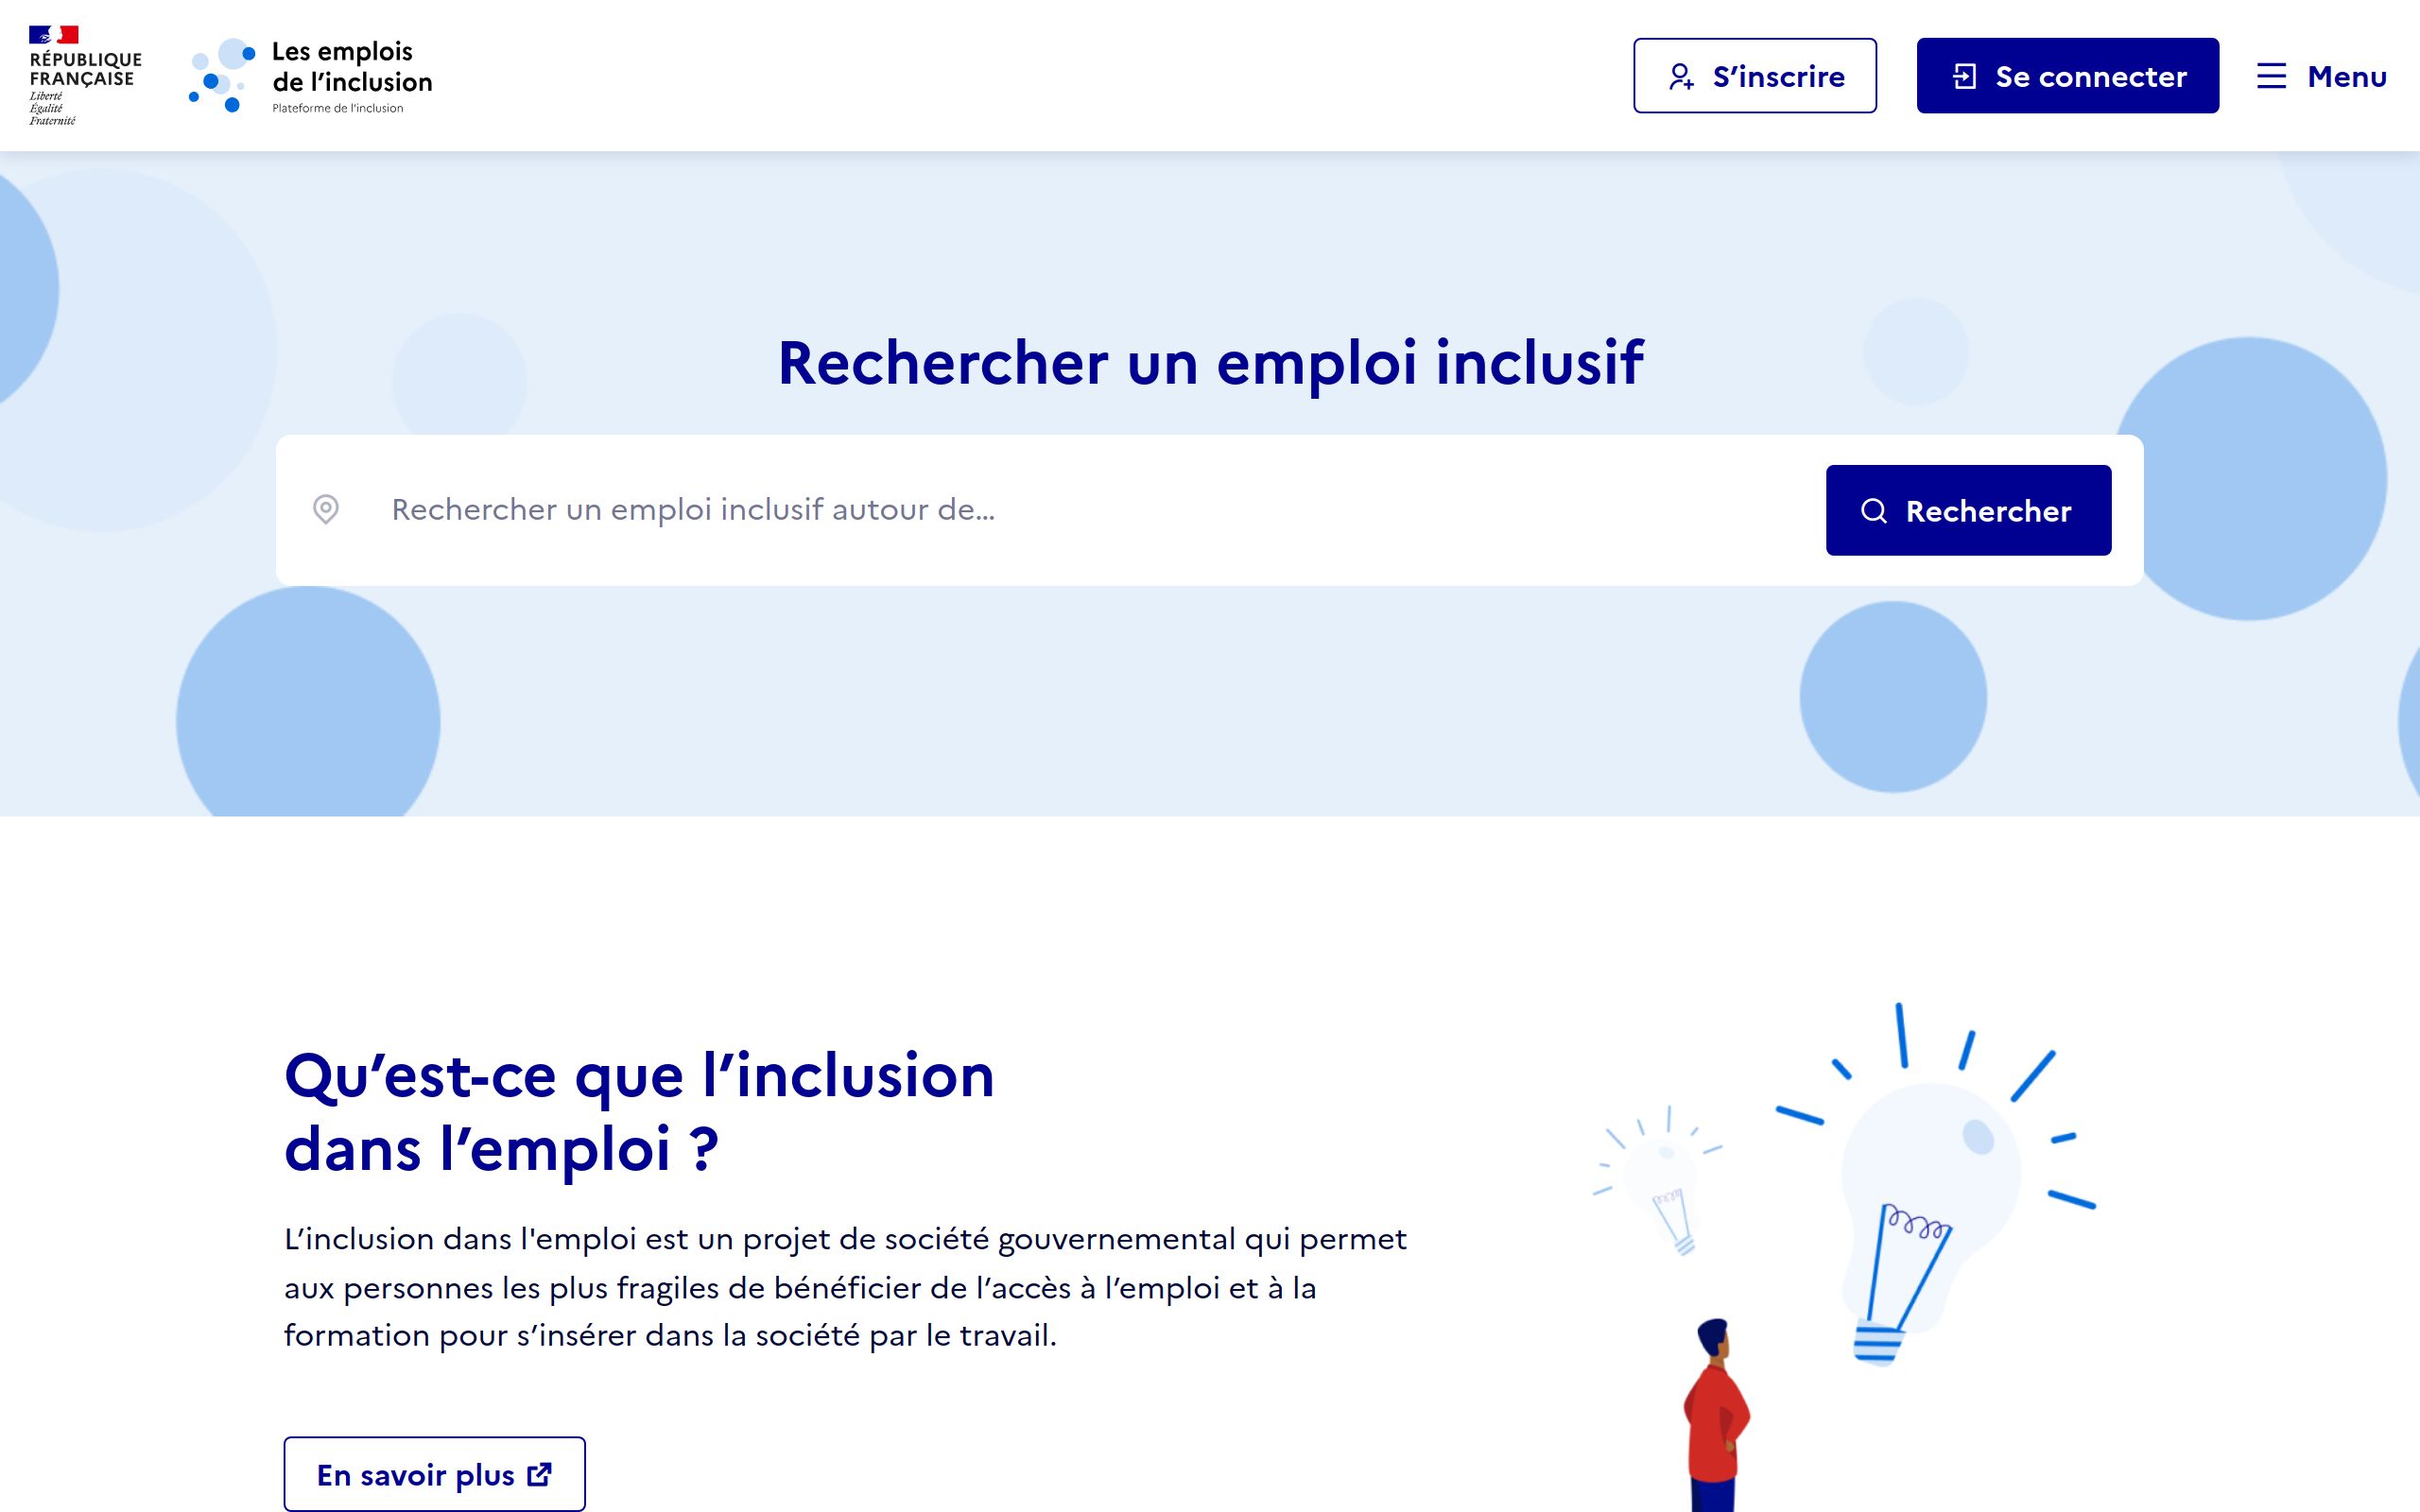 RÉPUBLIQUE
FRANÇAISE
Liberté
Égalité
Fraternité
Les emplois
de l’inclusion
Plateforme de l’inclusion
S’inscrire
Se connecter
Menu
Rechercher un emploi inclusif
Rechercher un emploi inclusif autour de…
Rechercher
Qu’est-ce que l’inclusion
dans l’emploi ?
L’inclusion dans l'emploi est un projet de société gouvernemental qui permet
aux personnes les plus fragiles de bénéficier de l’accès à l’emploi et à la
formation pour s’insérer dans la société par le travail.
En savoir plus